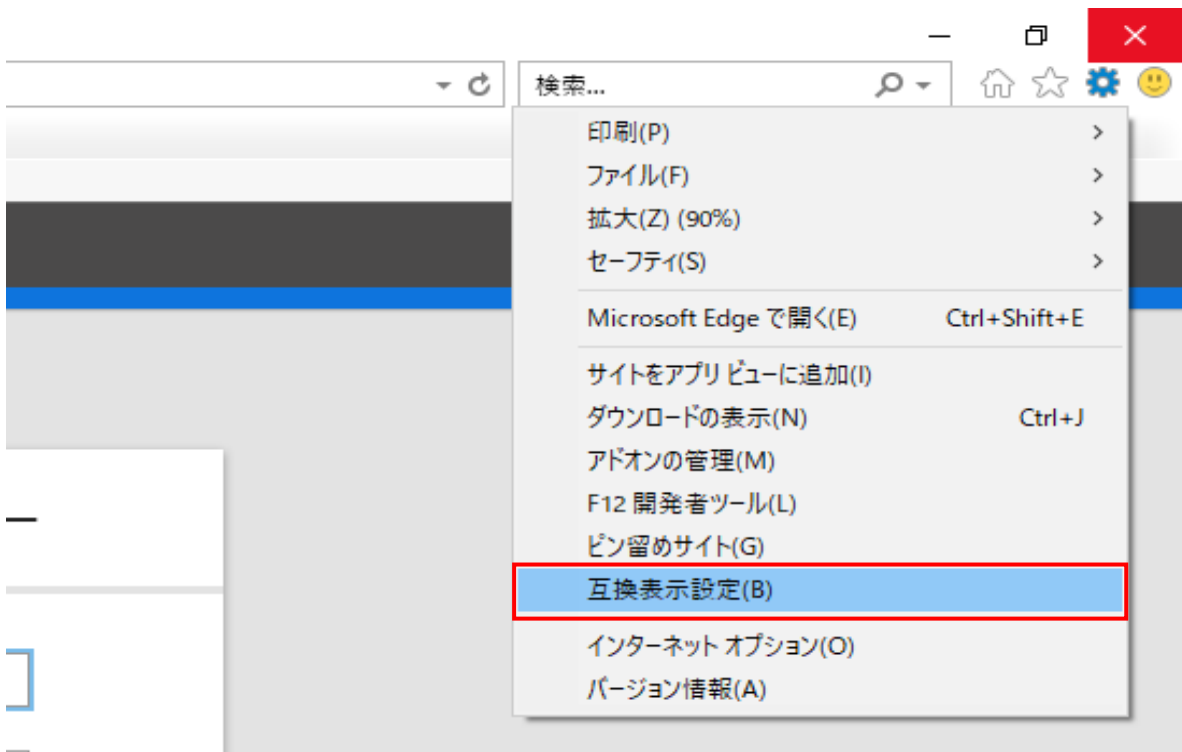 検索...
印刷(P)
ファイル(F)
拡大(Z) (90%)
セーフティ(S)
Microsoft Edge で開く(E) Ctrl+Shift+E
サイトをアプリ ビューに追加(I)
ダウンロードの表示(N) Ctrl+J
アドオンの管理(M)
F12 開発者ツール(L)
ピン留めサイト(G)
互換表示設定(B)
インターネット オプション(O)
バージョン情報(A)
ー